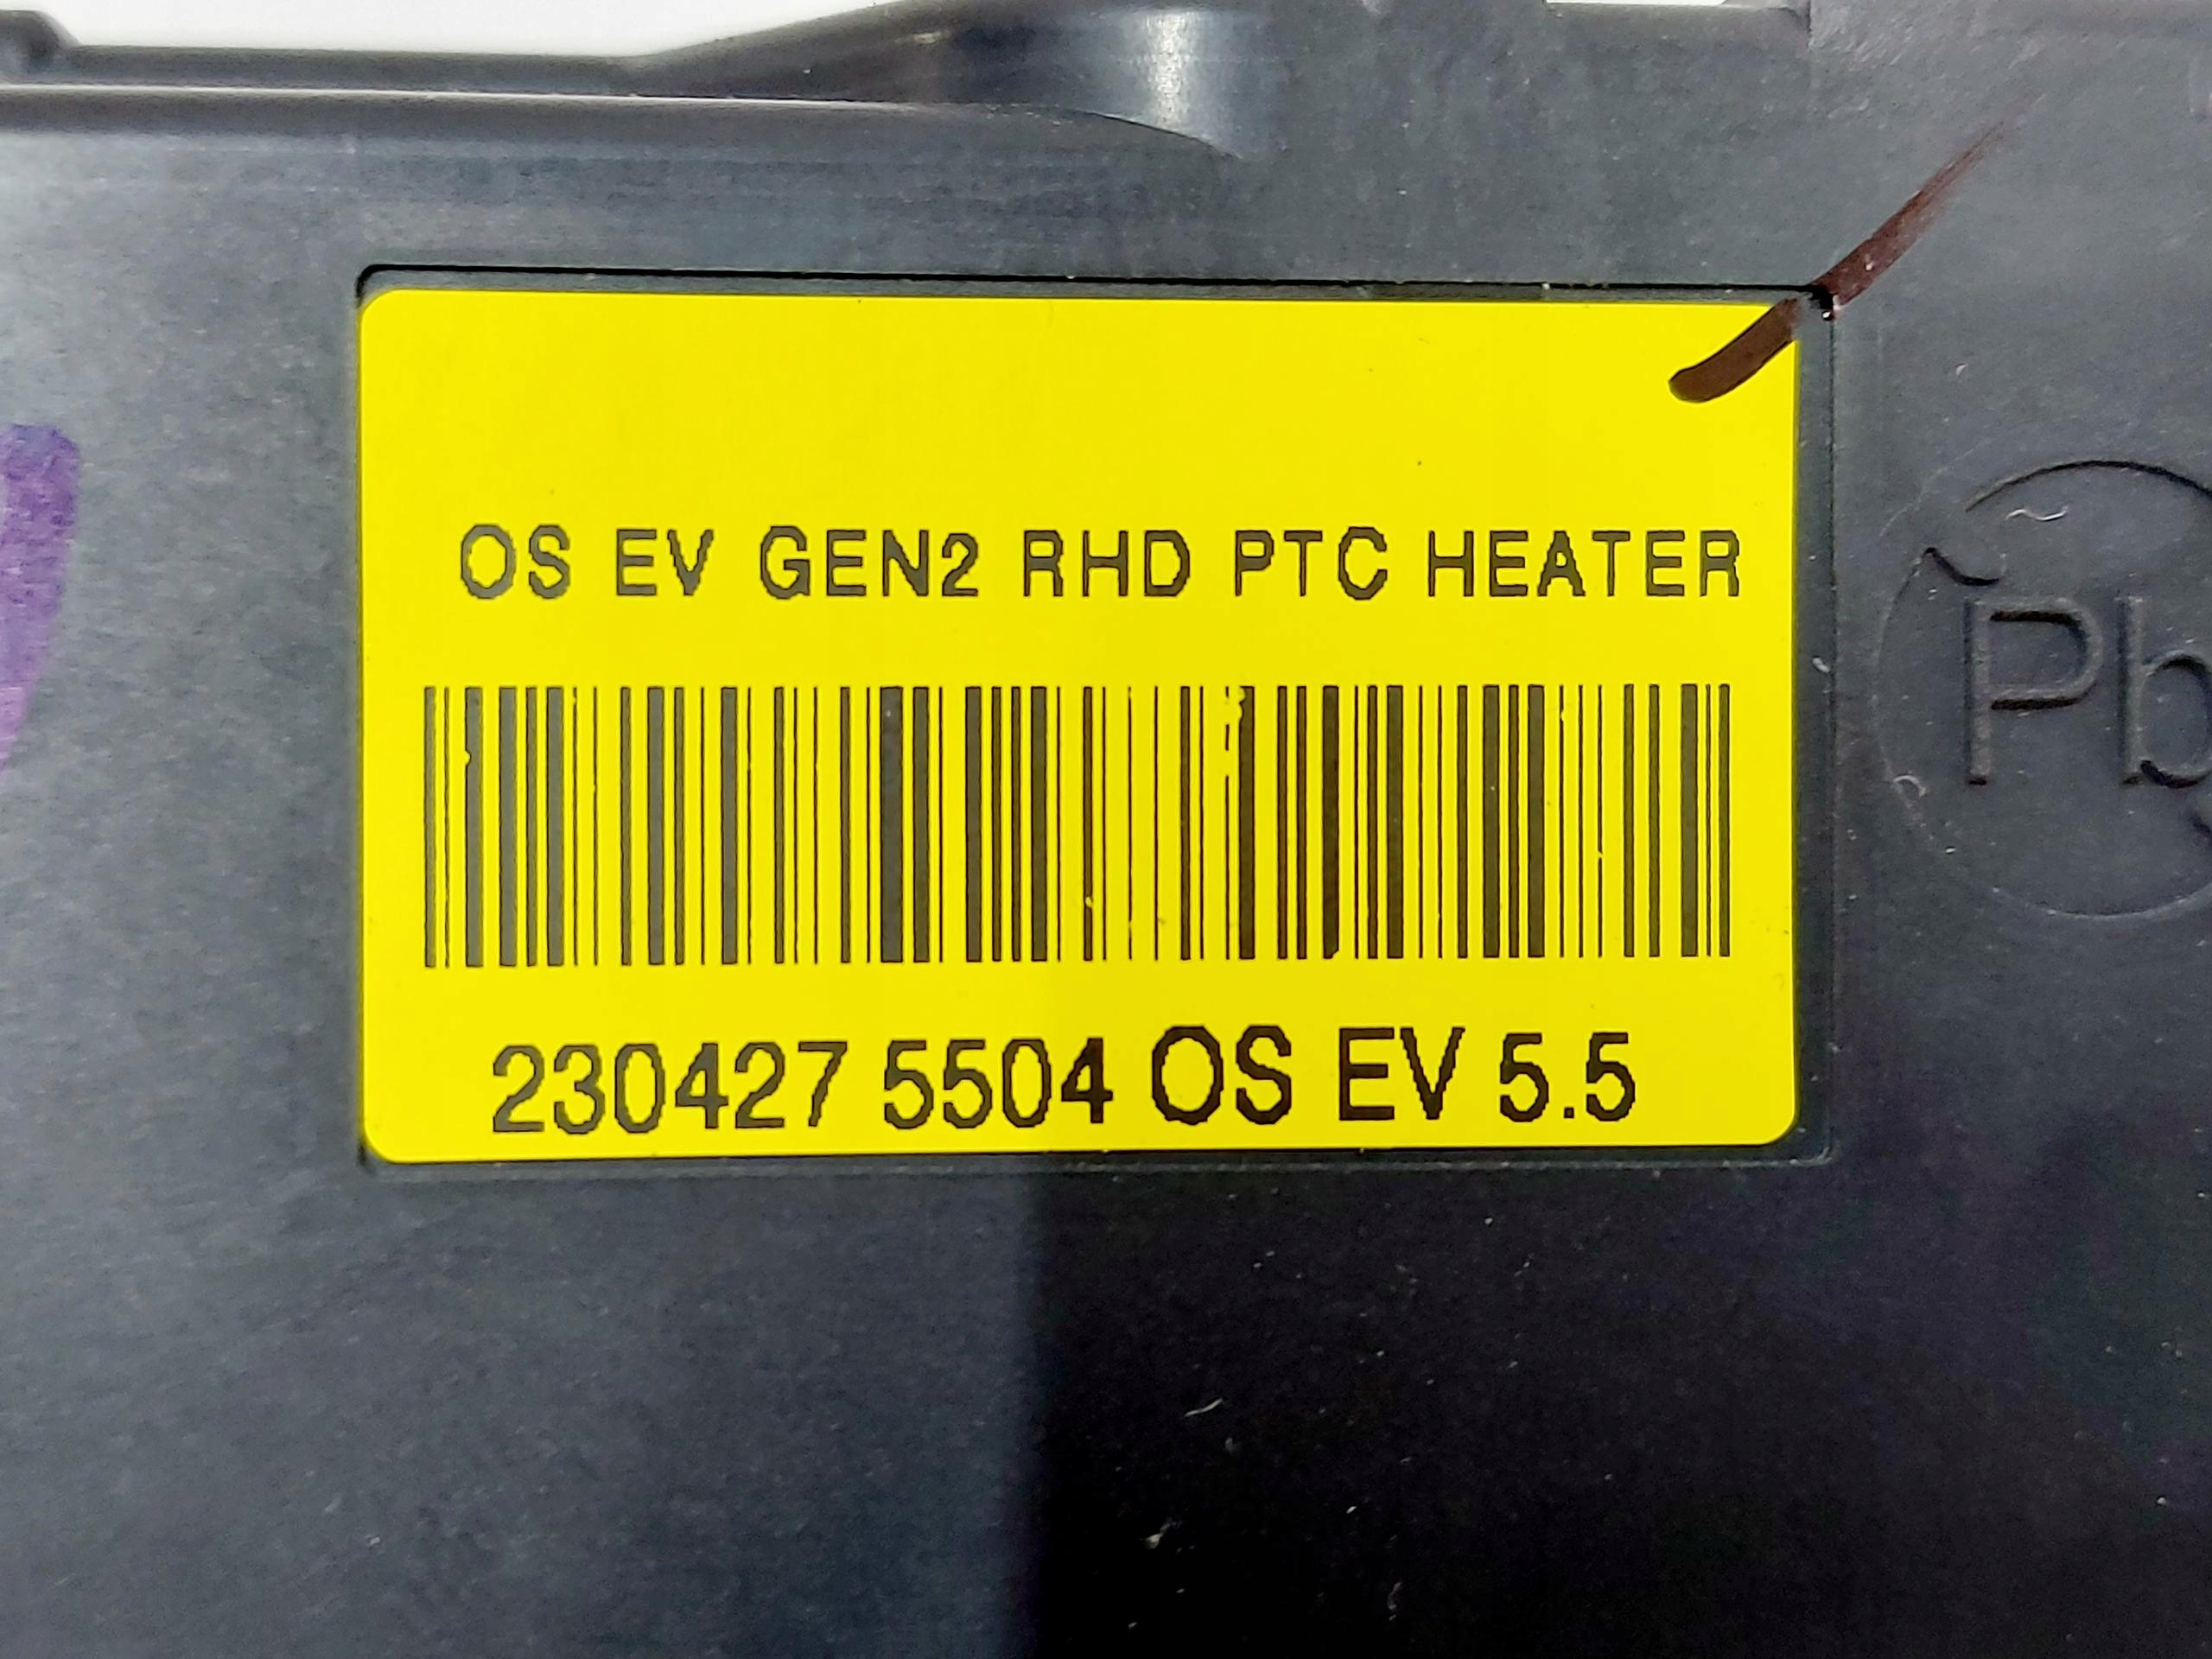 OS EV GEN2 RHD PTC HEATER
Pb
230427 5504 OS EV 5.5